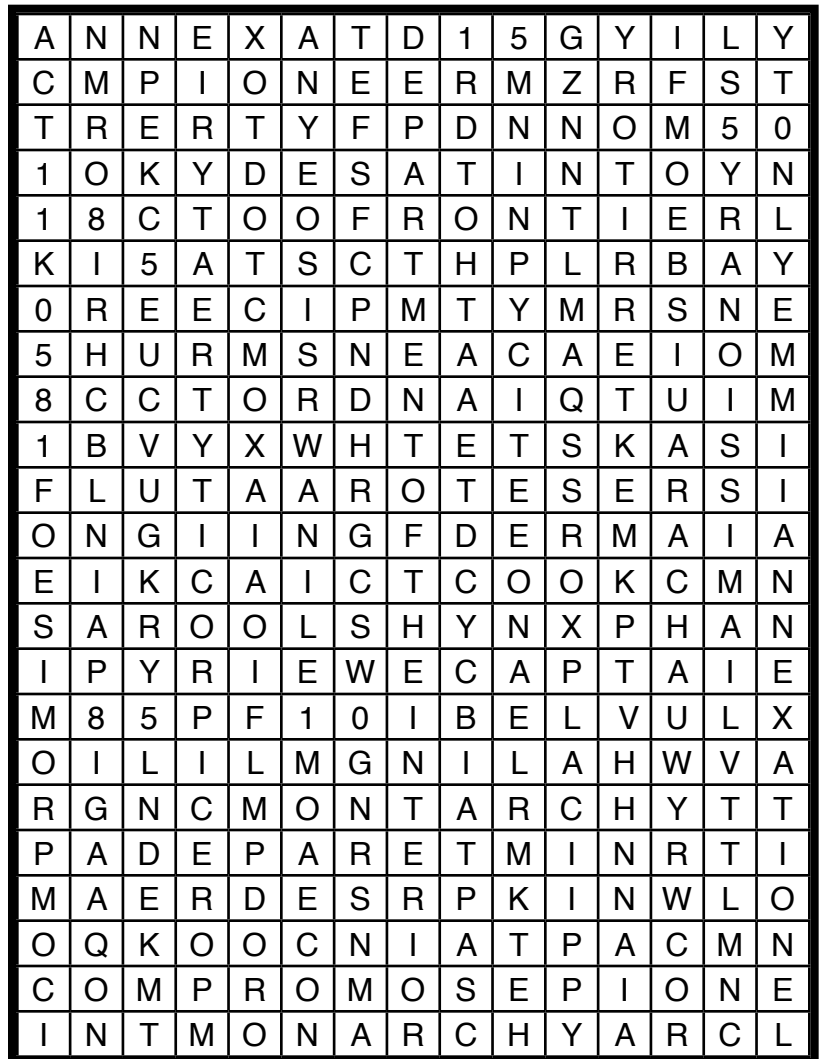 A N N E X A T D 1 5 G Y I L Y
C M P I O N E E R M Z R F S T
T R E R T Y F P D N N O M 5 0
1 O K Y D E S A T I N T O Y N
1 8 C T O O F R O N T I E R L
K I 5 A T S C T H P L R B A Y
0 R E E C I P M T Y M R S N E
5 H U R M S N E A C A E I O M
8 C C T O R D N A I Q T U I M
1 B V Y X W H T E T S K A S I
F L U T A A R O T E S E R S I
O N G I I N G F D E R M A I A
E I K C A I C T C O O K C M N
S A R O O L S H Y N X P H A N
I P Y R I E W E C A P T A I E
M 8 5 P F 1 0 I B E L V U L X
O I L I L M G N I L A H W V A
R G N C M O N T A R C H Y T T
P A D E P A R E T M I N R T I
M A E R D E S R P K I N W L O
O Q K O O C N I A T P A C M N
C O M P R O M O S E P I O N E
I N T M O N A R C H Y A R C L